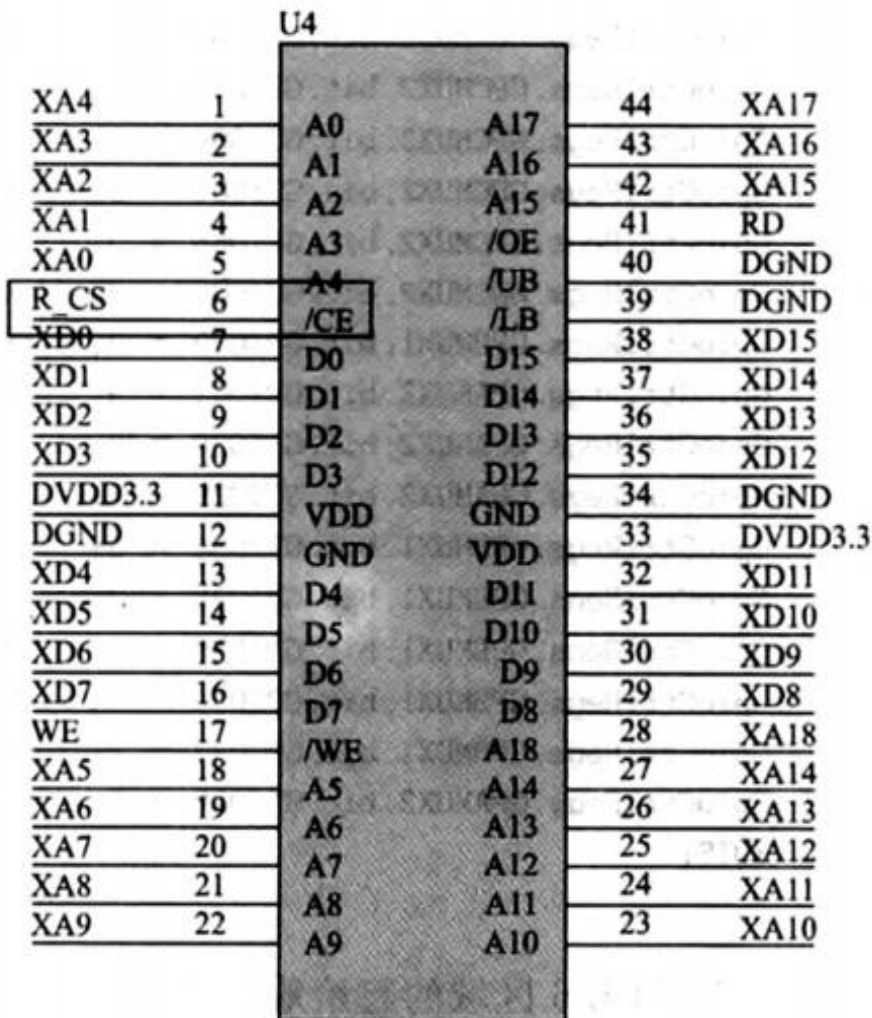 U4
XA4 1 A0 A17 44 XA17
XA3 2 A1 A16 43 XA16
XA2 3 A2 A15 42 XA15
XA1 4 A3 /OE 41 RD
XA0 5 A4 /UB 40 DGND
R_CS 6 /CE /LB 39 DGND
XD0 7 D0 D15 38 XD15
XD1 8 D1 D14 37 XD14
XD2 9 D2 D13 36 XD13
XD3 10 D3 D12 35 XD12
DVDD3.3 11 VDD GND 34 DGND
DGND 12 GND VDD 33 DVDD3.3
XD4 13 D4 D11 32 XD11
XD5 14 D5 D10 31 XD10
XD6 15 D6 D9 30 XD9
XD7 16 D7 D8 29 XD8
WE 17 /WE A18 28 XA18
XA5 18 A5 A14 27 XA14
XA6 19 A6 A13 26 XA13
XA7 20 A7 A12 25 XA12
XA8 21 A8 A11 24 XA11
XA9 22 A9 A10 23 XA10